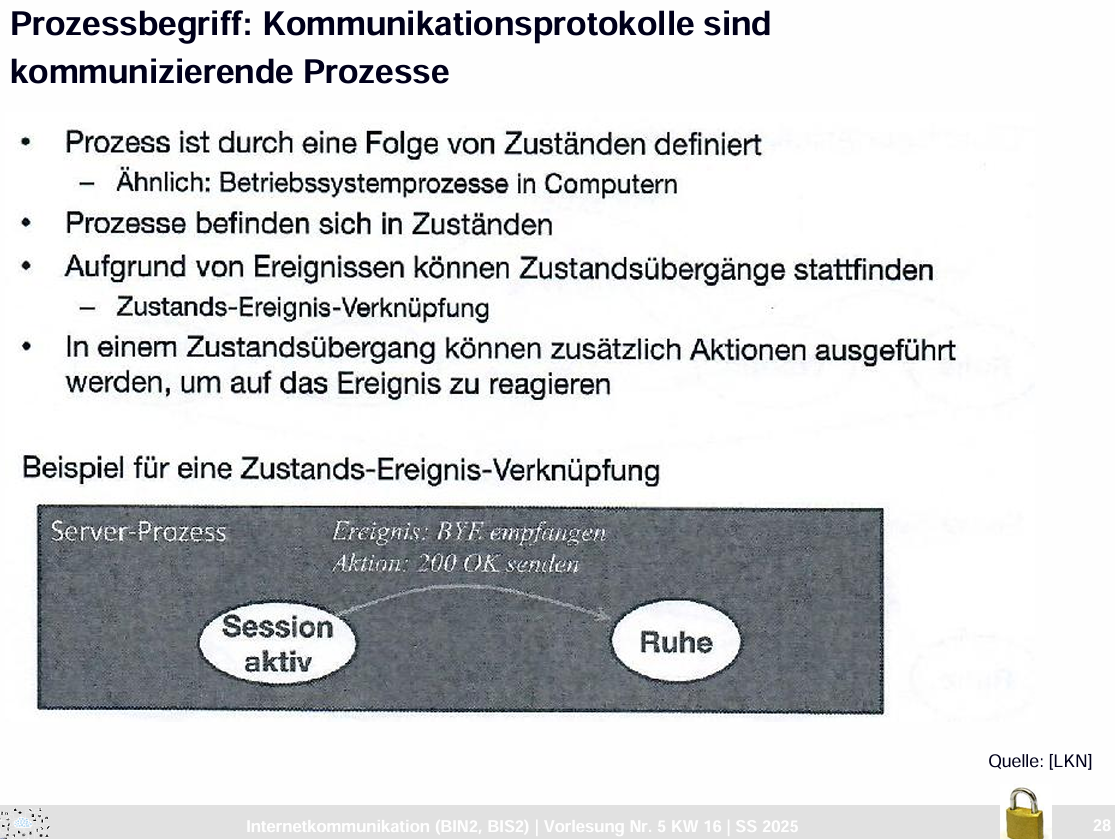 Prozessbegriff: Kommunikationsprotokolle sind
kommunizierende Prozesse
• Prozess ist durch eine Folge von Zuständen definiert
– Ähnlich: Betriebssystemprozesse in Computern
• Prozesse befinden sich in Zuständen
• Aufgrund von Ereignissen können Zustandsübergänge stattfinden
– Zustands-Ereignis-Verknüpfung
• In einem Zustandsübergang können zusätzlich Aktionen ausgeführt
werden, um auf das Ereignis zu reagieren
Beispiel für eine Zustands-Ereignis-Verknüpfung
Server-Prozess
Ereignis: BYE empfangen
Aktion: 200 OK senden
Session
aktiv
Ruhe
Quelle: [LKN]
Internetkommunikation (BIN2, BIS2) | Vorlesung Nr. 5 KW 16 | SS 2025
28